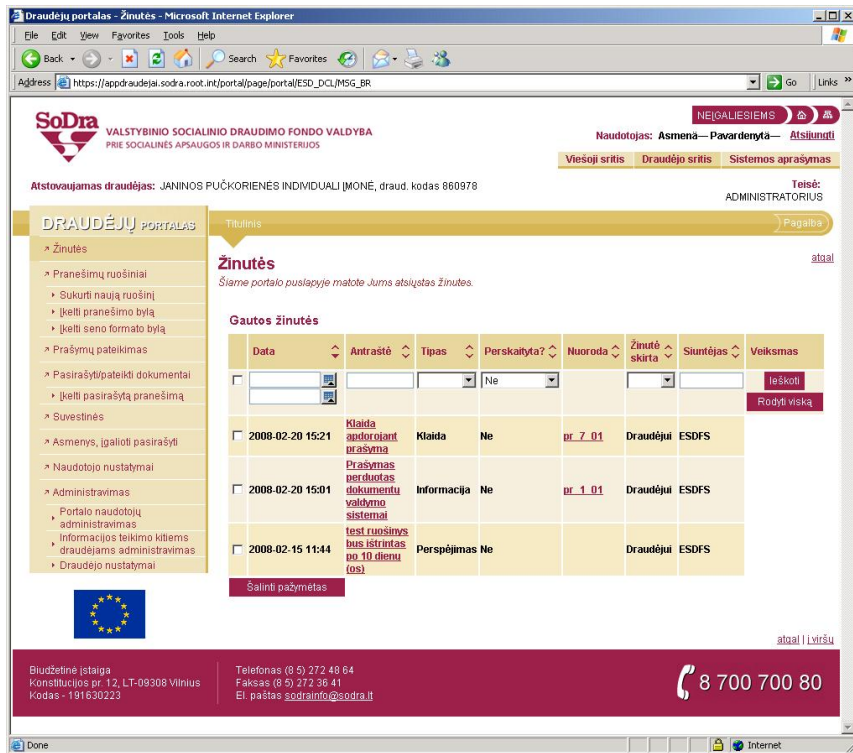 Draudėjų portalas - Žinutės - Microsoft Internet Explorer
File Edit View Favorites Tools Help
Back Search Favorites
Address https://appdraudejai.sodra.root.int/portal/page/portal/ESD_DCL/MSG_BR Go Links »
SoDra
VALSTYBINIO SOCIALINIO DRAUDIMO FONDO VALDYBA
PRIE SOCIALINĖS APSAUGOS IR DARBO MINISTERIJOS
NEĮGALIESIEMS
Naudotojas: Asmenâ— Pavardenytâ— Atsijungti
Viešoji sritis Draudėjo sritis Sistemos aprašymas
Atstovaujamas draudėjas: JANINOS PUČKORIENĖS INDIVIDUALI ĮMONĖ, draud. kodas 860978
Teisė:
ADMINISTRATORIUS
DRAUDĖJŲ PORTALAS
Titulinis
Pagalba
Žinutės
Pranešimų ruošiniai
Sukurti naują ruošinį
Įkelti pranešimo bylą
Įkelti seno formato bylą
Prašymų pateikimas
Pasirašyti/pateikti dokumentai
Įkelti pasirašytą pranešimą
Suvestinės
Asmenys, įgalioti pasirašyti
Naudotojo nustatymai
Administravimas
Portalo naudotojų
administravimas
Informacijos teikimo kitiems
draudėjams administravimas
Draudėjo nustatymai
Žinutės
atgal
Šiame portalo puslapyje matote Jums atsiųstas žinutes.
Gautos žinutės
Data Antraštė Tipas Perskaityta? Nuoroda Žinutė skirta Siuntėjas Veiksmas
Ne
Ieškoti
Rodyti viską
2008-02-20 15:21 Klaida apdorojant prašymą Klaida Ne pr_7_01 Draudėjui ESDFS
2008-02-20 15:01 Prašymas perduotas dokumentų valdymo sistemai Informacija Ne pr_1_01 Draudėjui ESDFS
2008-02-15 11:44 test ruošinys bus ištrintas po 10 dienų (os) Perspėjimas Ne Draudėjui ESDFS
Šalinti pažymėtas
atgal | į viršų
Biudžetinė įstaiga
Konstitucijos pr. 12, LT-09308 Vilnius
Kodas - 191630223
Telefonas (8 5) 272 48 64
Faksas (8 5) 272 36 41
El. paštas sodrainfo@sodra.lt
8 700 700 80
Done
Internet